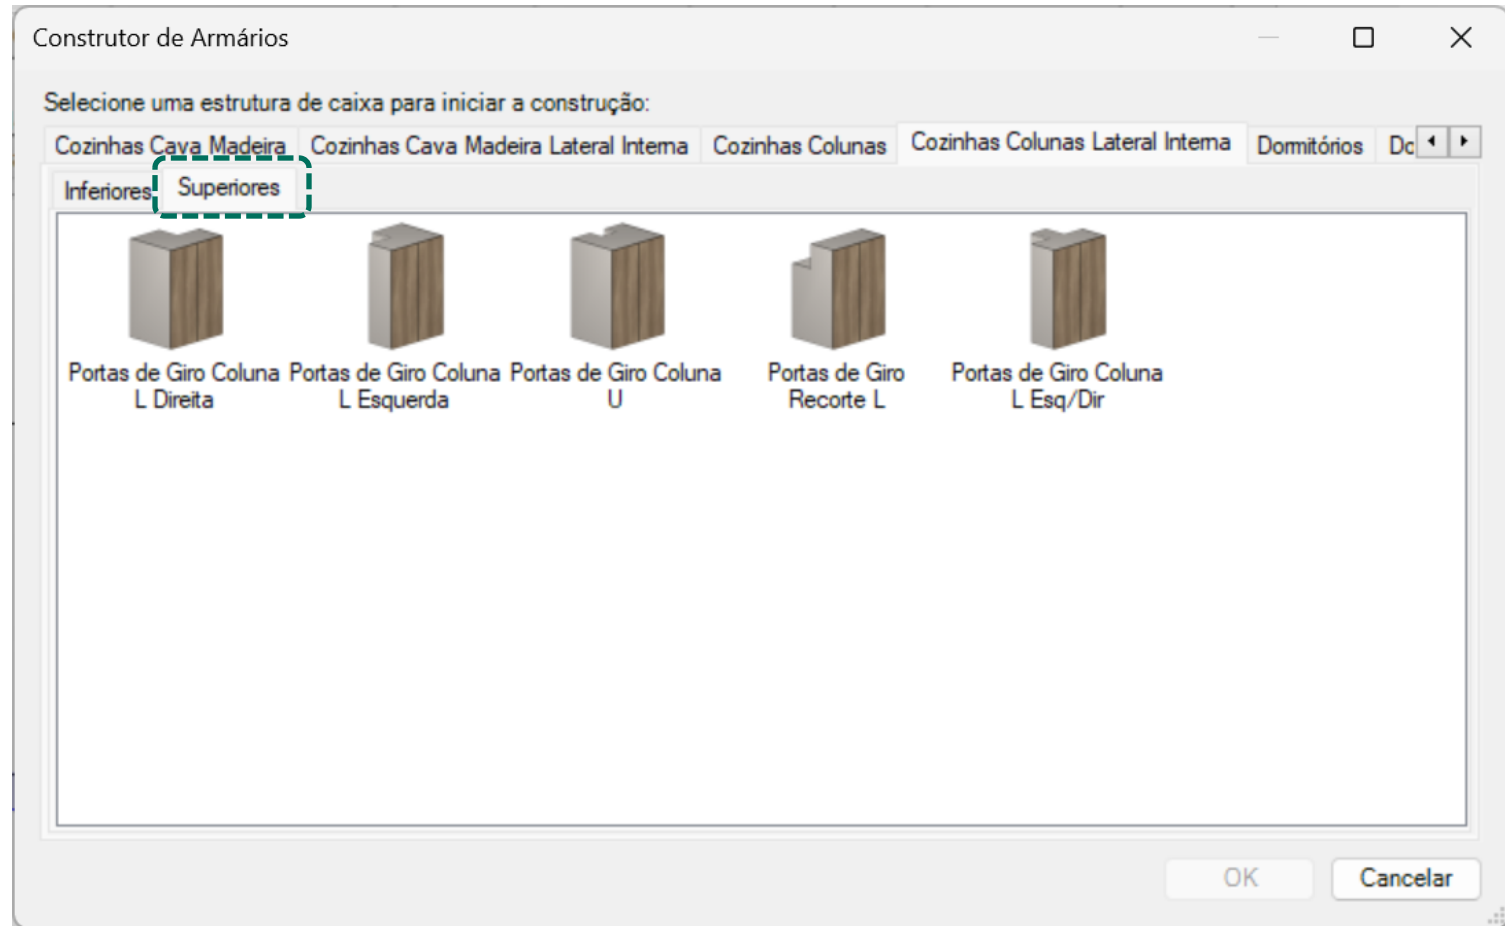 Construtor de Armários
Selecione uma estrutura de caixa para iniciar a construção:
Cozinhas Cava Madeira Cozinhas Cava Madeira Lateral Interna Cozinhas Colunas Cozinhas Colunas Lateral Interna Dormitórios Do
Inferiores Superiores
Portas de Giro Coluna L Direita
Portas de Giro Coluna L Esquerda
Portas de Giro Coluna U
Portas de Giro Recorte L
Portas de Giro Coluna L Esq/Dir
OK Cancelar